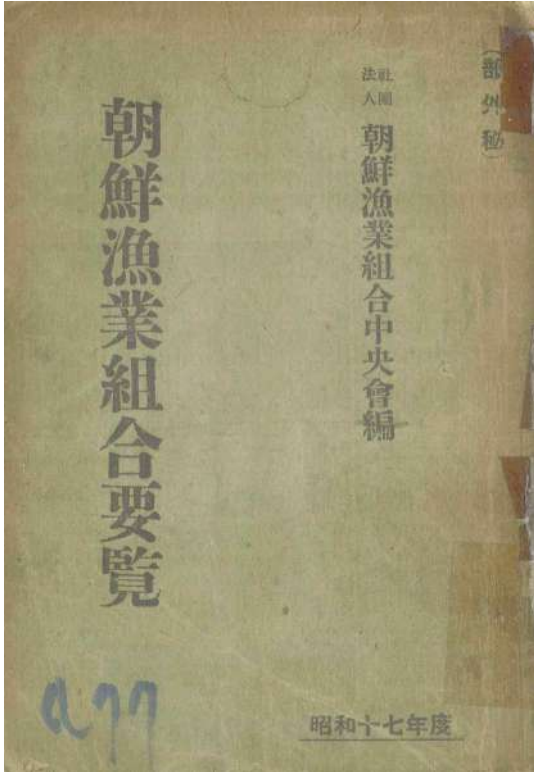 (部外秘)
社團
法人
朝鮮漁業組合中央會編
朝鮮漁業組合要覧
昭和十七年度
a77